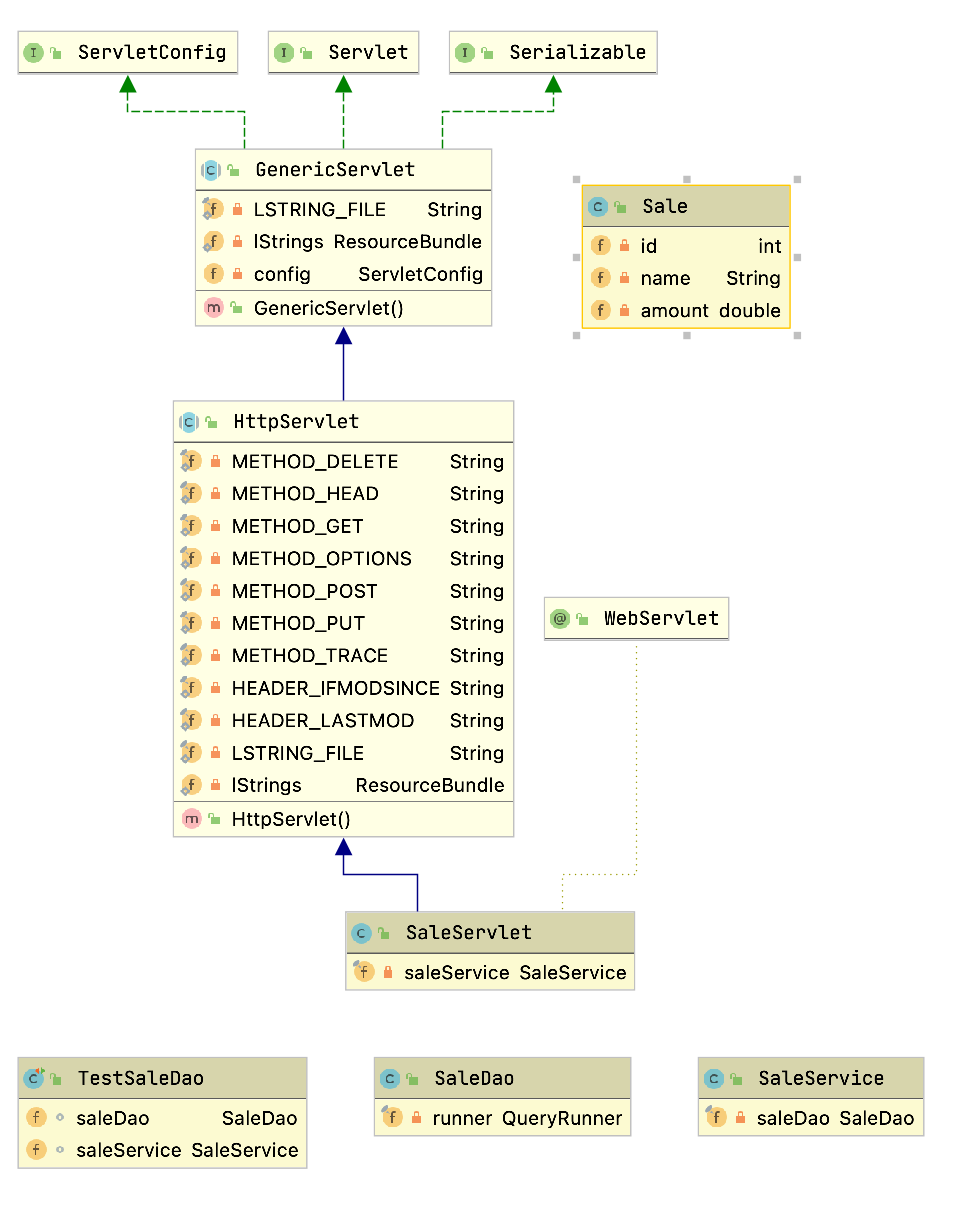 ServletConfig
Servlet
Serializable
GenericServlet
LSTRING_FILE String
lStrings ResourceBundle
config ServletConfig
GenericServlet()
Sale
id int
name String
amount double
HttpServlet
METHOD_DELETE String
METHOD_HEAD String
METHOD_GET String
METHOD_OPTIONS String
METHOD_POST String
METHOD_PUT String
METHOD_TRACE String
HEADER_IFMODSINCE String
HEADER_LASTMOD String
LSTRING_FILE String
lStrings ResourceBundle
HttpServlet()
WebServlet
SaleServlet
saleService SaleService
TestSaleDao
saleDao SaleDao
saleService SaleService
SaleDao
runner QueryRunner
SaleService
saleDao SaleDao